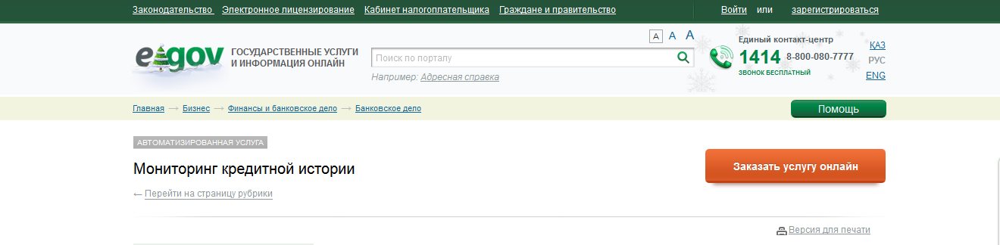 Законодательство Электронное лицензирование Кабинет налогоплательщика Граждане и правительство Войти или зарегистрироваться
A A A
egov ГОСУДАРСТВЕННЫЕ УСЛУГИ
И ИНФОРМАЦИЯ ОНЛАЙН
Поиск по порталу
Например: Адресная справка
Единый контакт-центр
1414 8-800-080-7777
ЗВОНОК БЕСПЛАТНЫЙ
ҚАЗ
РУС
ENG
Главная → Бизнес → Финансы и банковское дело → Банковское дело
Помощь
АВТОМАТИЗИРОВАННАЯ УСЛУГА
Мониторинг кредитной истории
Заказать услугу онлайн
← Перейти на страницу рубрики
Версия для печати